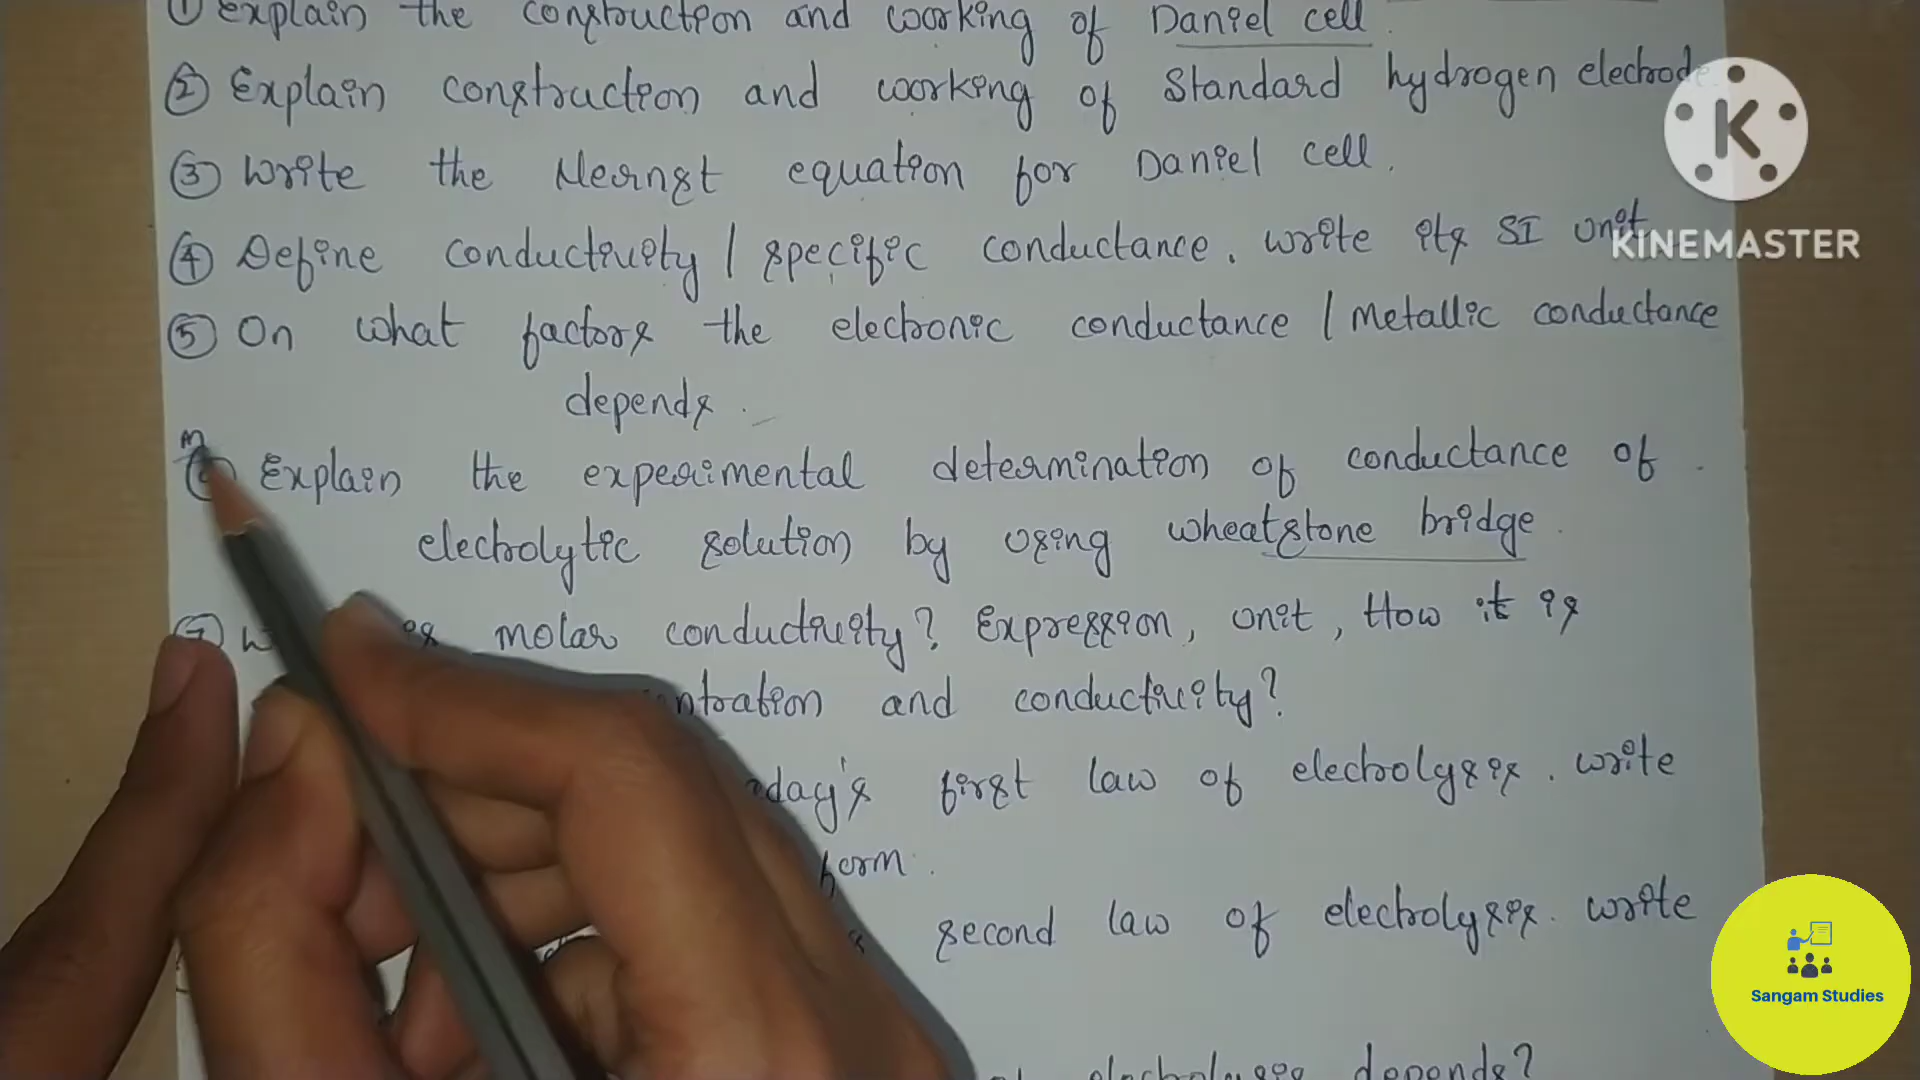 ① Explain the construction and working of Daniel cell.
② Explain construction and working of Standard hydrogen electrode
③ Write the Nernst equation for Daniel cell.
④ Define conductivity / specific conductance. write its SI unit
⑤ On what factors the electronic conductance / metallic conductance
depends.
Explain the experimental determination of conductance of
electrolytic solution by using wheatstone bridge.
⑦ is molar conductivity? Expression, unit, How it is
and conductivity?
first law of electrolysis. write
form.
second law of electrolysis. write
electrolysis depends?
K
KINEMASTER
Sangam Studies